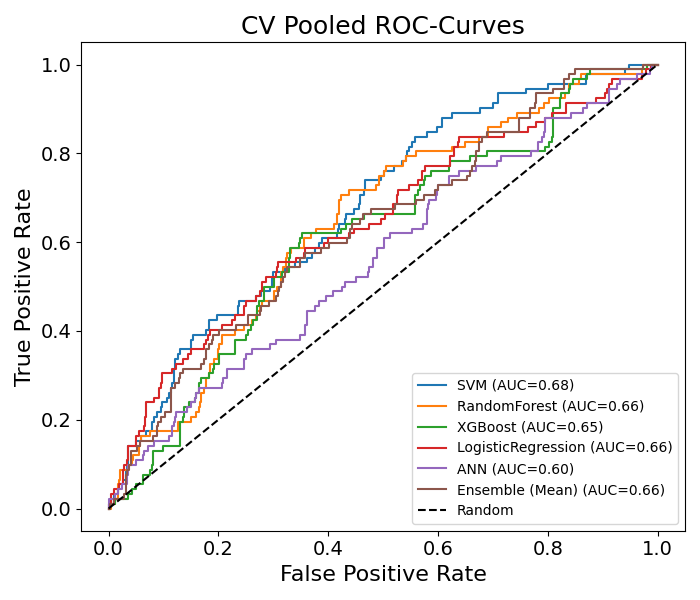 CV Pooled ROC-Curves
True Positive Rate
1.0
0.8
0.6
0.4
0.2
0.0
SVM (AUC=0.68)
RandomForest (AUC=0.66)
XGBoost (AUC=0.65)
LogisticRegression (AUC=0.66)
ANN (AUC=0.60)
Ensemble (Mean) (AUC=0.66)
Random
0.0 0.2 0.4 0.6 0.8 1.0
False Positive Rate